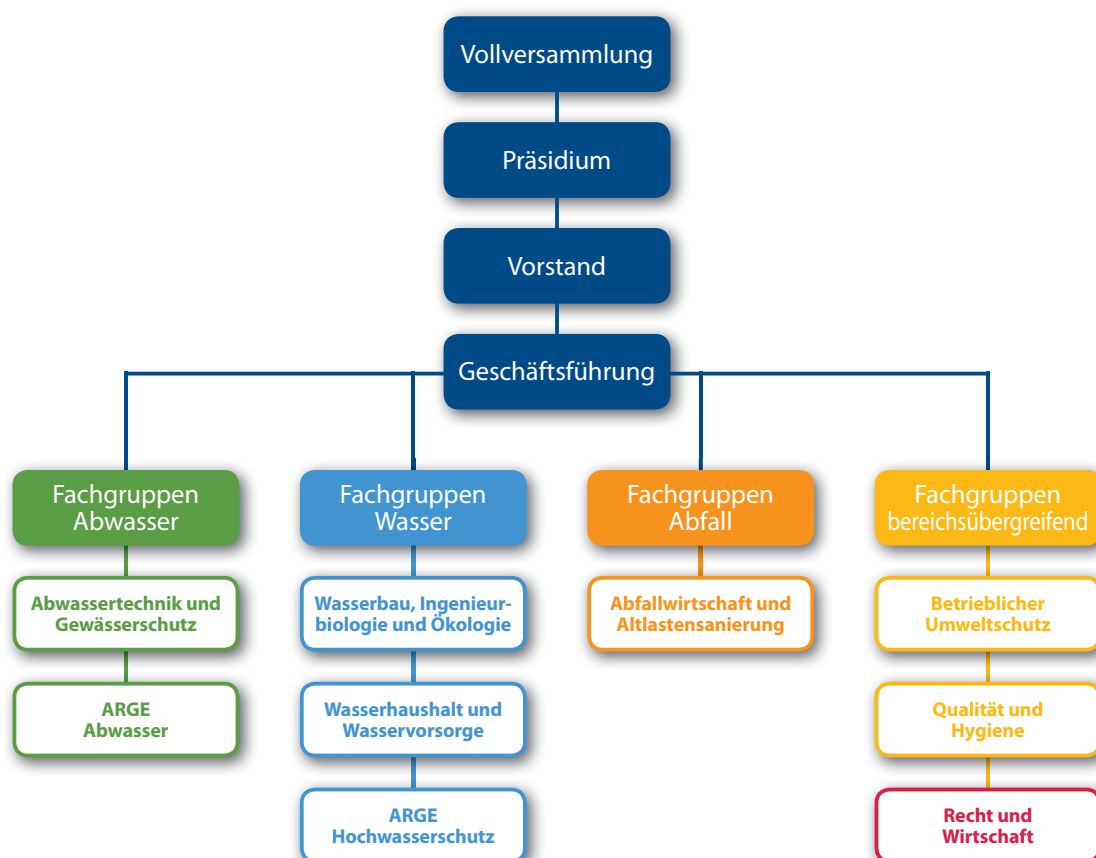 Vollversammlung
Präsidium
Vorstand
Geschäftsführung
Fachgruppen
Abwasser
Fachgruppen
Wasser
Fachgruppen
Abfall
Fachgruppen
bereichsübergreifend
Abwassertechnik und
Gewässerschutz
Wasserbau, Ingenieur-
biologie und Ökologie
Abfallwirtschaft und
Altlastensanierung
Betrieblicher
Umweltschutz
ARGE
Abwasser
Wasserhaushalt und
Wasservorsorge
Qualität und
Hygiene
ARGE
Hochwasserschutz
Recht und
Wirtschaft